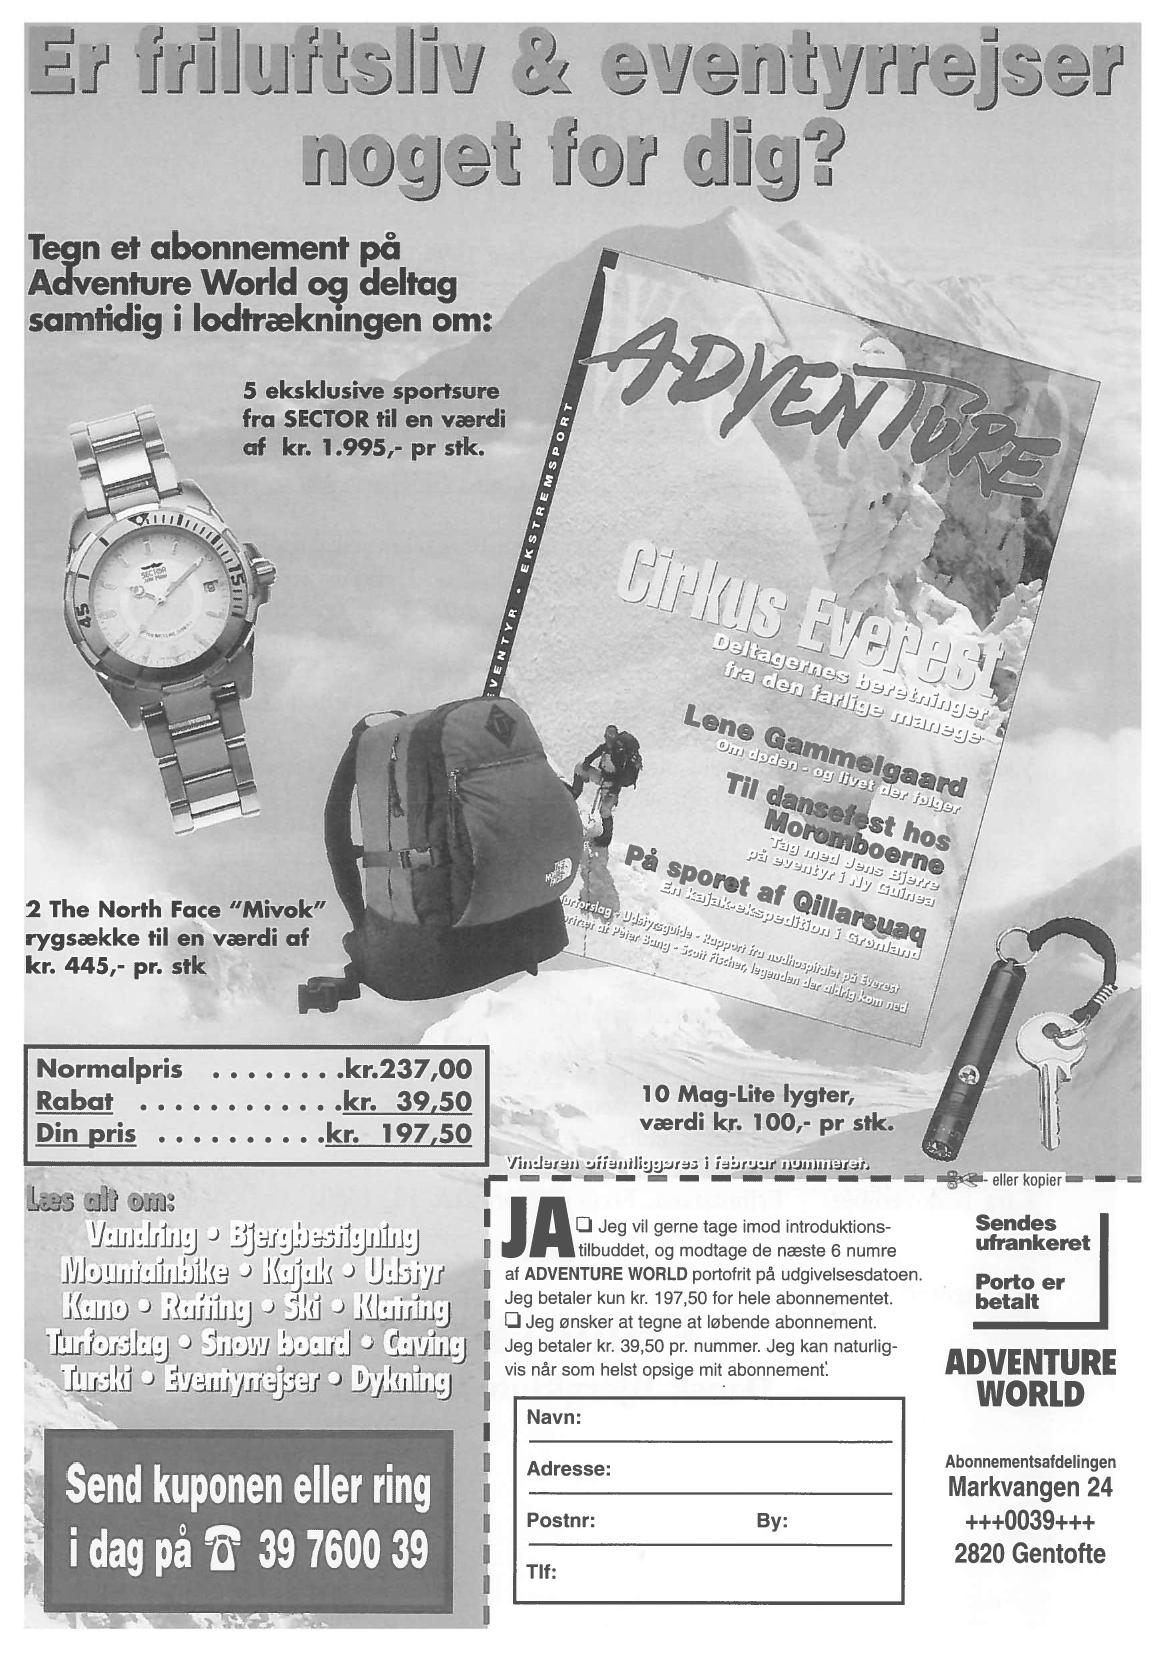 Er friluftsliv & eventyrrejser
noget for dig?
Tegn et abonnement på
Adventure World og deltag
samtidig i lodtrækningen om:
5 eksklusive sportsure
fra SECTOR til en værdi
af kr. 1.995,- pr stk.
SECTOR
45
15
ADVENTURE
EVENTYR • EKSTREMSPORT
Cirkus Everest
Deltagernes beretninger
fra den farlige manege
Lene Gammelgaard
Om døden - og livet der følger
Til dansefest hos
Moromboerne
Tag med Jens Bjerre
på eventyr i Ny Guinea
På sporet af Qillarsuaq
En kajak-ekspedition i Grønland
Turforslag - Udstyrsguide - Rapport fra nødhospitalet på Everest
Portræt af Peter Bang - Scott Fischer, legenden der aldrig kom ned
THE
NORTH
FACE
2 The North Face “Mivok”
rygsække til en værdi af
kr. 445,- pr. stk
Normalpris ........kr.237,00
Rabat ............kr. 39,50
Din pris ..........kr. 197,50
10 Mag-Lite lygter,
værdi kr. 100,- pr stk.
Vinderen offentliggøres i februar nummeret.
Læs alt om:
Vandring • Bjergbestigning
Mountainbike • Kajak • Udstyr
Kano • Rafting • Ski • Klatring
Turforslag • Snow board • Caving
Turski • Eventyrrejser • Dykning
Send kuponen eller ring
i dag på ☎ 39 7600 39
eller kopier
JA ❏ Jeg vil gerne tage imod introduktions-
tilbuddet, og modtage de næste 6 numre
af ADVENTURE WORLD portofrit på udgivelsesdatoen.
Jeg betaler kun kr. 197,50 for hele abonnementet.
❏ Jeg ønsker at tegne at løbende abonnement.
Jeg betaler kr. 39,50 pr. nummer. Jeg kan naturlig-
vis når som helst opsige mit abonnement.
Navn:
Adresse:
Postnr: By:
Tlf:
Sendes
ufrankeret
Porto er
betalt
ADVENTURE
WORLD
Abonnementsafdelingen
Markvangen 24
+++0039+++
2820 Gentofte